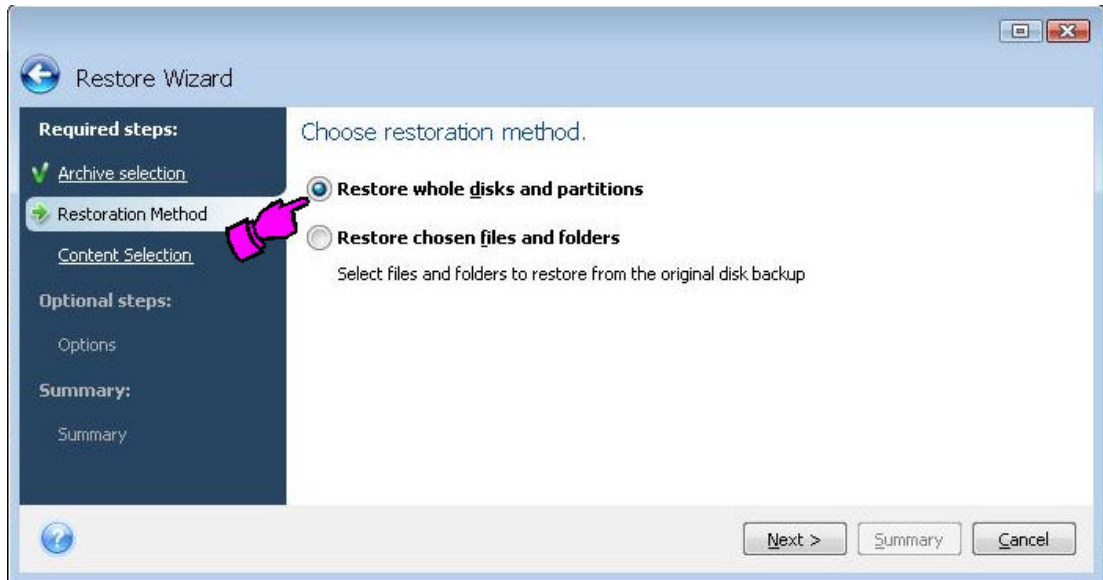 Restore Wizard
Required steps:
Archive selection
Restoration Method
Content Selection
Optional steps:
Options
Summary:
Summary
Choose restoration method.
Restore whole disks and partitions
Restore chosen files and folders
Select files and folders to restore from the original disk backup
Next >
Summary
Cancel